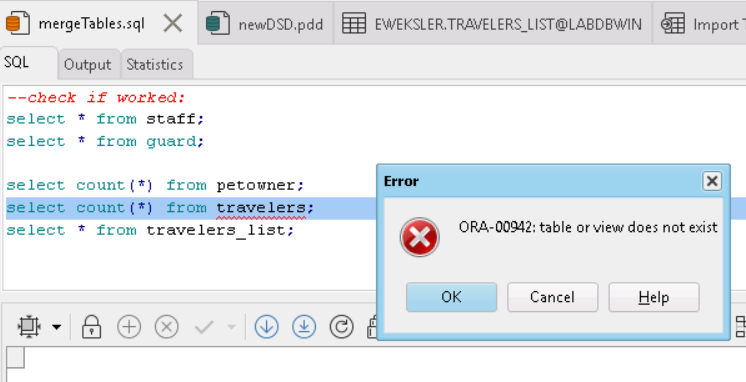 mergeTables.sql
newDSD.pdd
EWEKSLER.TRAVELERS_LIST@LABDBWIN
Import T
SQL
Output
Statistics
--check if worked:
select * from staff;
select * from guard;
select count(*) from petowner;
select count(*) from travelers;
select * from travelers_list;
Error
ORA-00942: table or view does not exist
OK
Cancel
Help